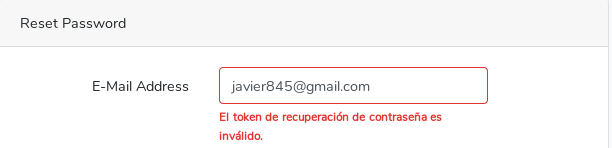 Reset Password
E-Mail Address
javier845@gmail.com
El token de recuperación de contraseña es
inválido.